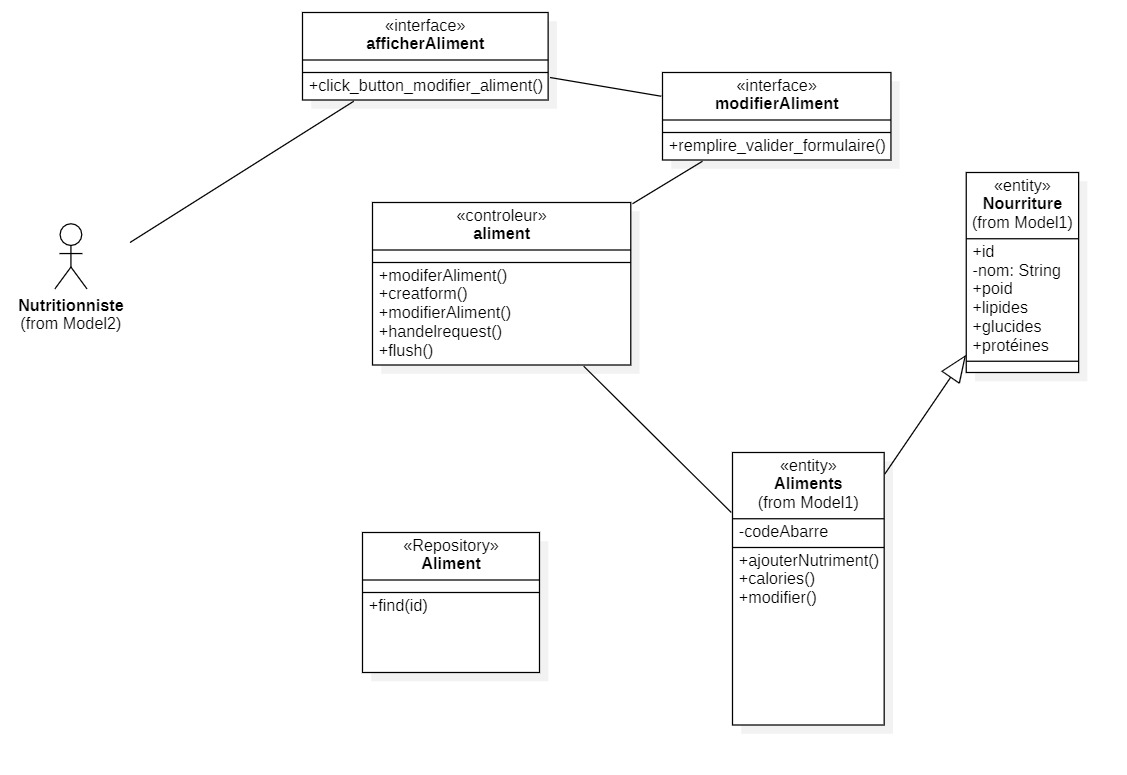 «interface»
afficherAliment
+click_button_modifier_aliment()
«interface»
modifierAliment
+remplire_valider_formulaire()
«entity»
Nourriture
(from Model1)
+id
-nom: String
+poid
+lipides
+glucides
+protéines
«controleur»
aliment
+modiferAliment()
+creatform()
+modifierAliment()
+handelrequest()
+flush()
Nutritionniste
(from Model2)
«entity»
Aliments
(from Model1)
-codeAbarre
+ajouterNutriment()
+calories()
+modifier()
«Repository»
Aliment
+find(id)